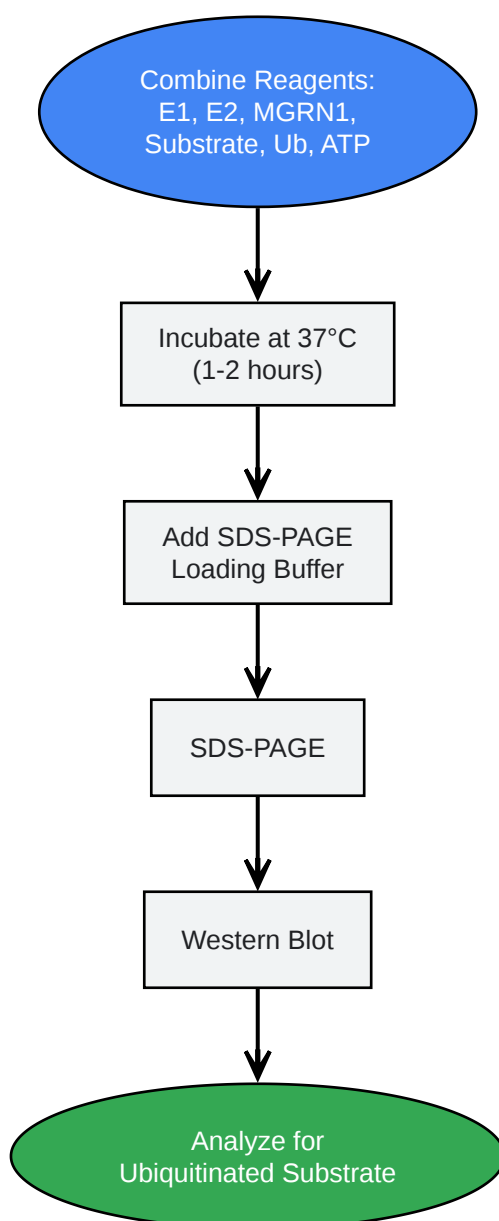 Combine Reagents:
E1, E2, MGRN1,
Substrate, Ub, ATP
Incubate at 37°C
(1-2 hours)
Add SDS-PAGE
Loading Buffer
SDS-PAGE
Western Blot
Analyze for
Ubiquitinated Substrate